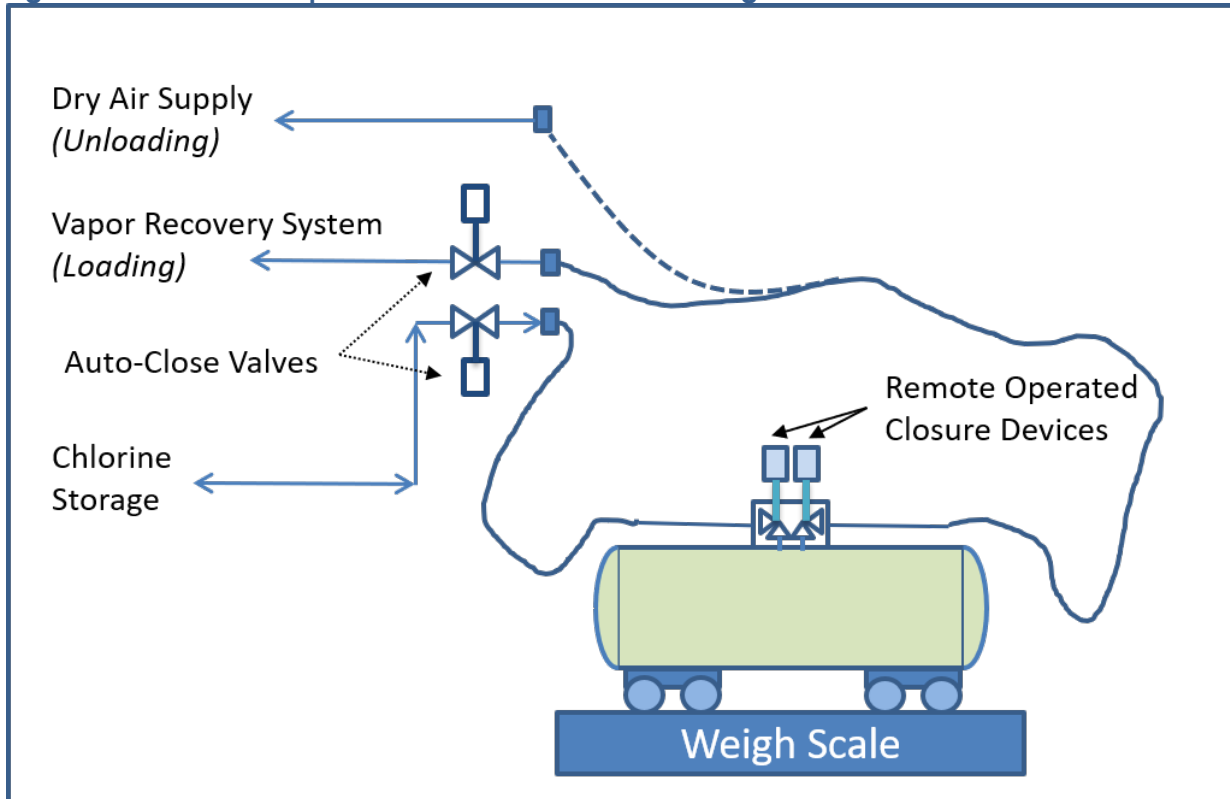 Dry Air Supply
(Unloading)
Vapor Recovery System
(Loading)
Auto-Close Valves
Remote Operated
Closure Devices
Chlorine
Storage
Weigh Scale